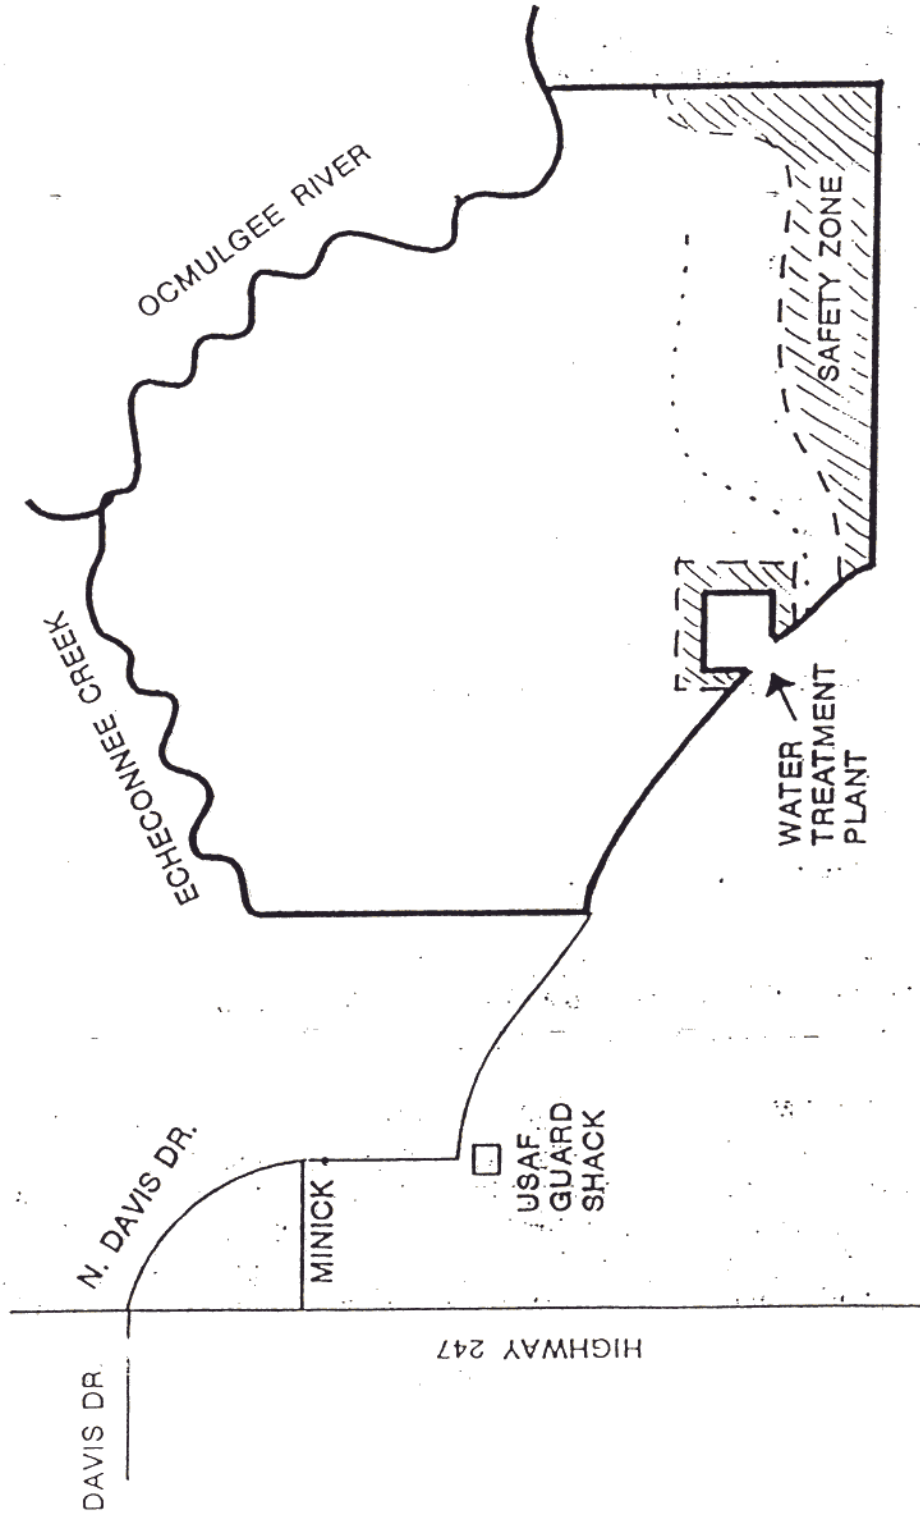 OCMULGEE RIVER
ECHECONNEE CREEK
SAFETY ZONE
WATER
TREATMENT
PLANT
N. DAVIS DR.
MINICK
USAF
GUARD
SHACK
DAVIS DR.
HIGHWAY 247